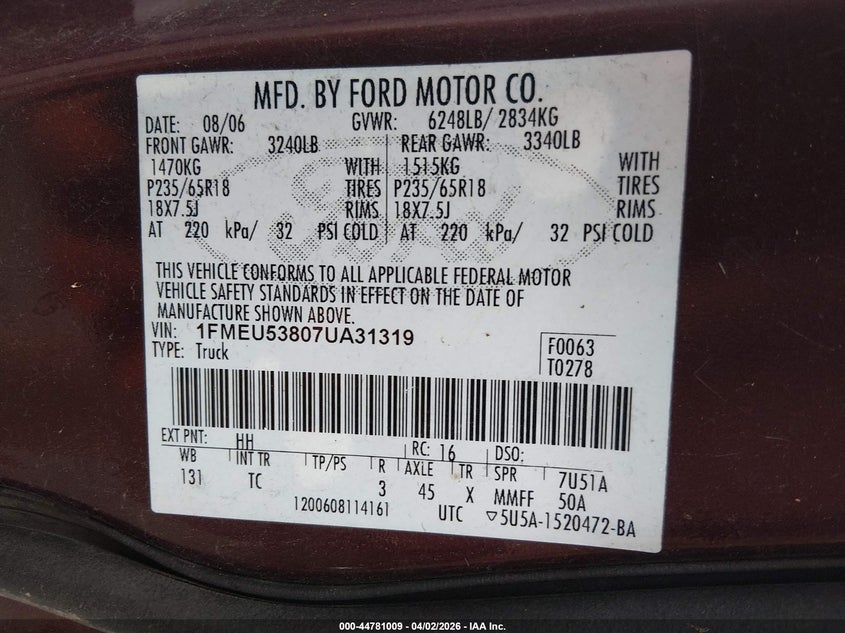 MFD. BY FORD MOTOR CO.
DATE: 08/06 GVWR: 6248LB/ 2834KG
FRONT GAWR: 3240LB REAR GAWR: 3340LB
1470KG WITH 1515KG WITH
P235/65R18 TIRES P235/65R18 TIRES
18X7.5J RIMS 18X7.5J RIMS
AT 220 kPa/ 32 PSI COLD AT 220 kPa/ 32 PSI COLD
THIS VEHICLE CONFORMS TO ALL APPLICABLE FEDERAL MOTOR
VEHICLE SAFETY STANDARDS IN EFFECT ON THE DATE OF
MANUFACTURE SHOWN ABOVE.
VIN: 1FMEU53807UA31319 F0063
TYPE: Truck T0278
EXT PNT: HH RC: 16 DSO:
WB INT TR TP/PS R AXLE TR SPR 7U51A
131 TC 3 45 X MMFF 50A
1200608114161 UTC ▽5U5A-1520472-BA
000-44781009 - 04/02/2026 - IAA Inc.